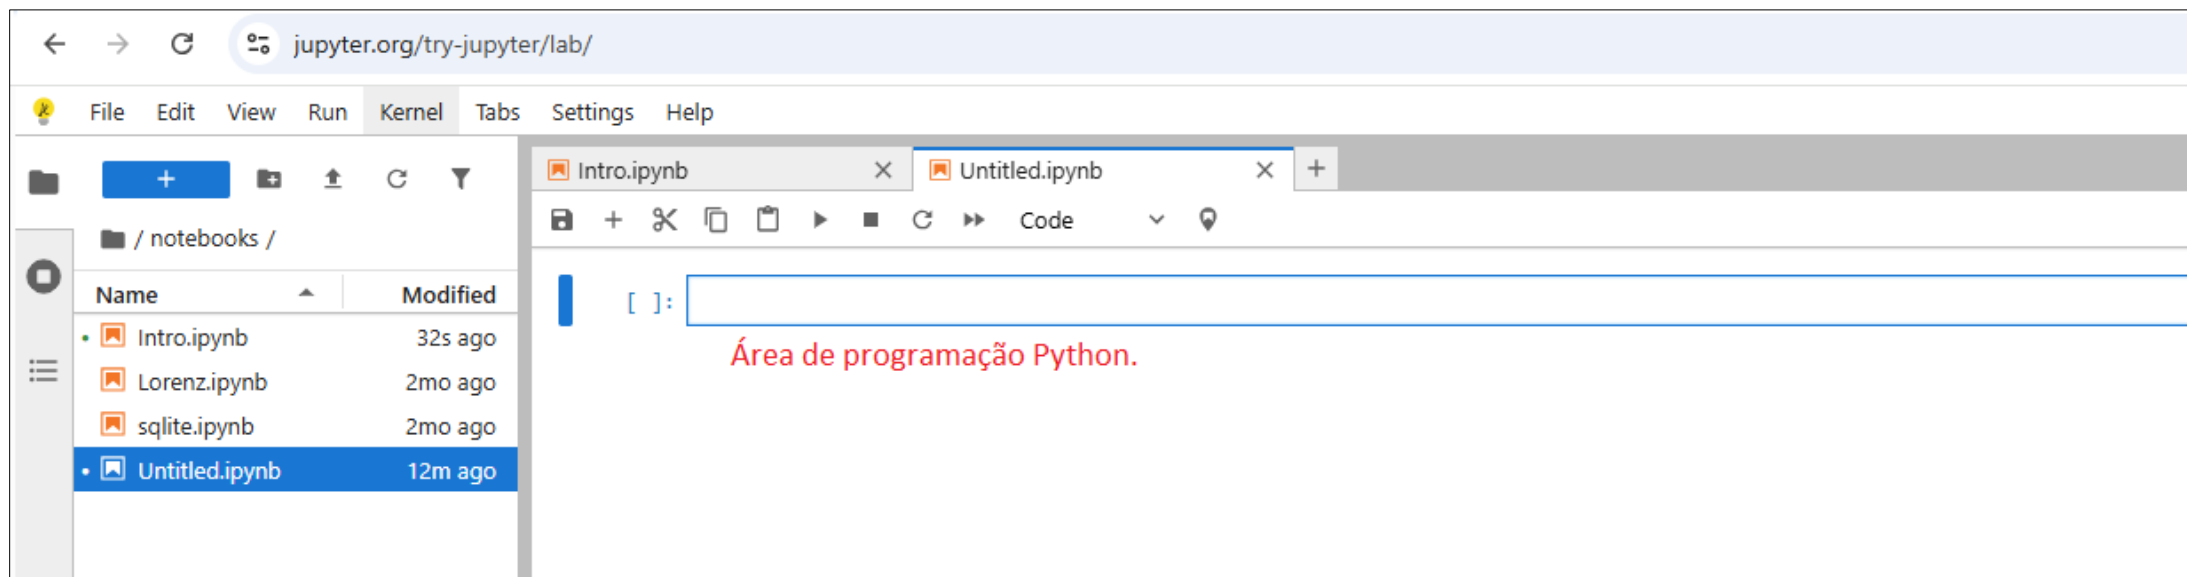 jupyter.org/try-jupyter/lab/
File Edit View Run Kernel Tabs Settings Help
Intro.ipynb
Untitled.ipynb
Code
/ notebooks /
Name Modified
Intro.ipynb 32s ago
Lorenz.ipynb 2mo ago
sqlite.ipynb 2mo ago
Untitled.ipynb 12m ago
[ ]:
Área de programação Python.